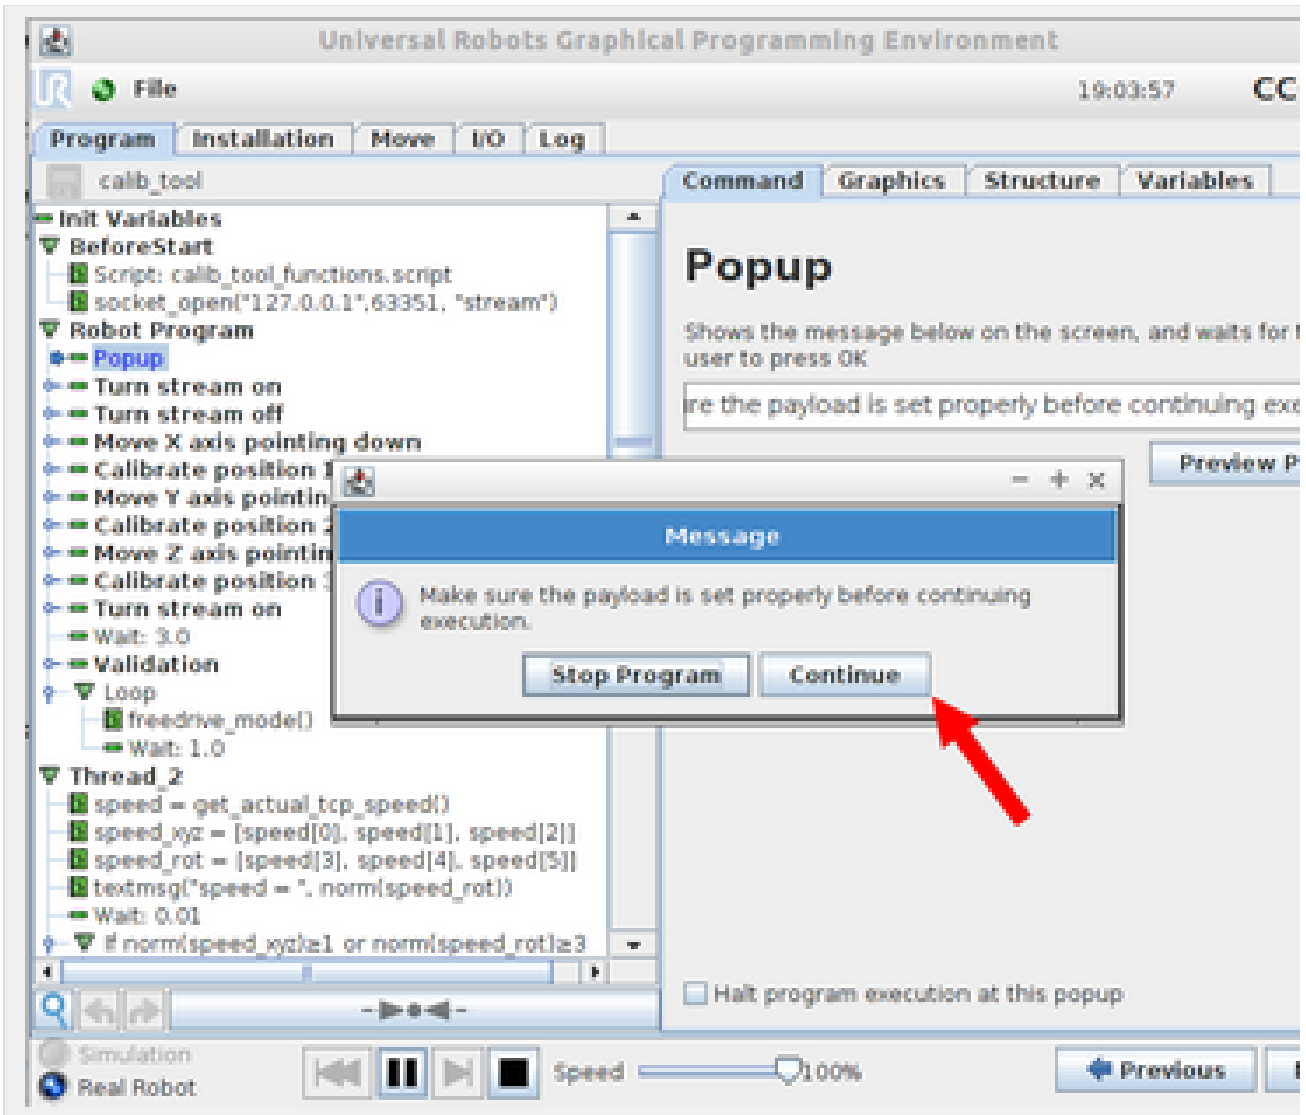 Universal Robots Graphical Programming Environment
File
19:03:57
CC
Program Installation Move I/O Log
calib_tool
Command Graphics Structure Variables
Init Variables
BeforeStart
Script: calib_tool_functions.script
socket_open("127.0.0.1",63351, "stream")
Robot Program
Popup
Turn stream on
Turn stream off
Move X axis pointing down
Calibrate position 1
Move Y axis pointin
Calibrate position 2
Move Z axis pointin
Calibrate position
Turn stream on
Wait: 3.0
Validation
Loop
freedrive_mode()
Wait: 1.0
Thread_2
speed = get_actual_tcp_speed()
speed_xyz = [speed[0], speed[1], speed[2]]
speed_rot = [speed[3], speed[4], speed[5]]
textmsg("speed = ", norm(speed_rot))
Wait: 0.01
If norm(speed_xyz)≥1 or norm(speed_rot)≥3
Popup
Shows the message below on the screen, and waits for
user to press OK
re the payload is set properly before continuing exe
Preview P
Message
Make sure the payload is set properly before continuing
execution.
Stop Program Continue
Halt program execution at this popup
Simulation
Real Robot
Speed 100%
Previous